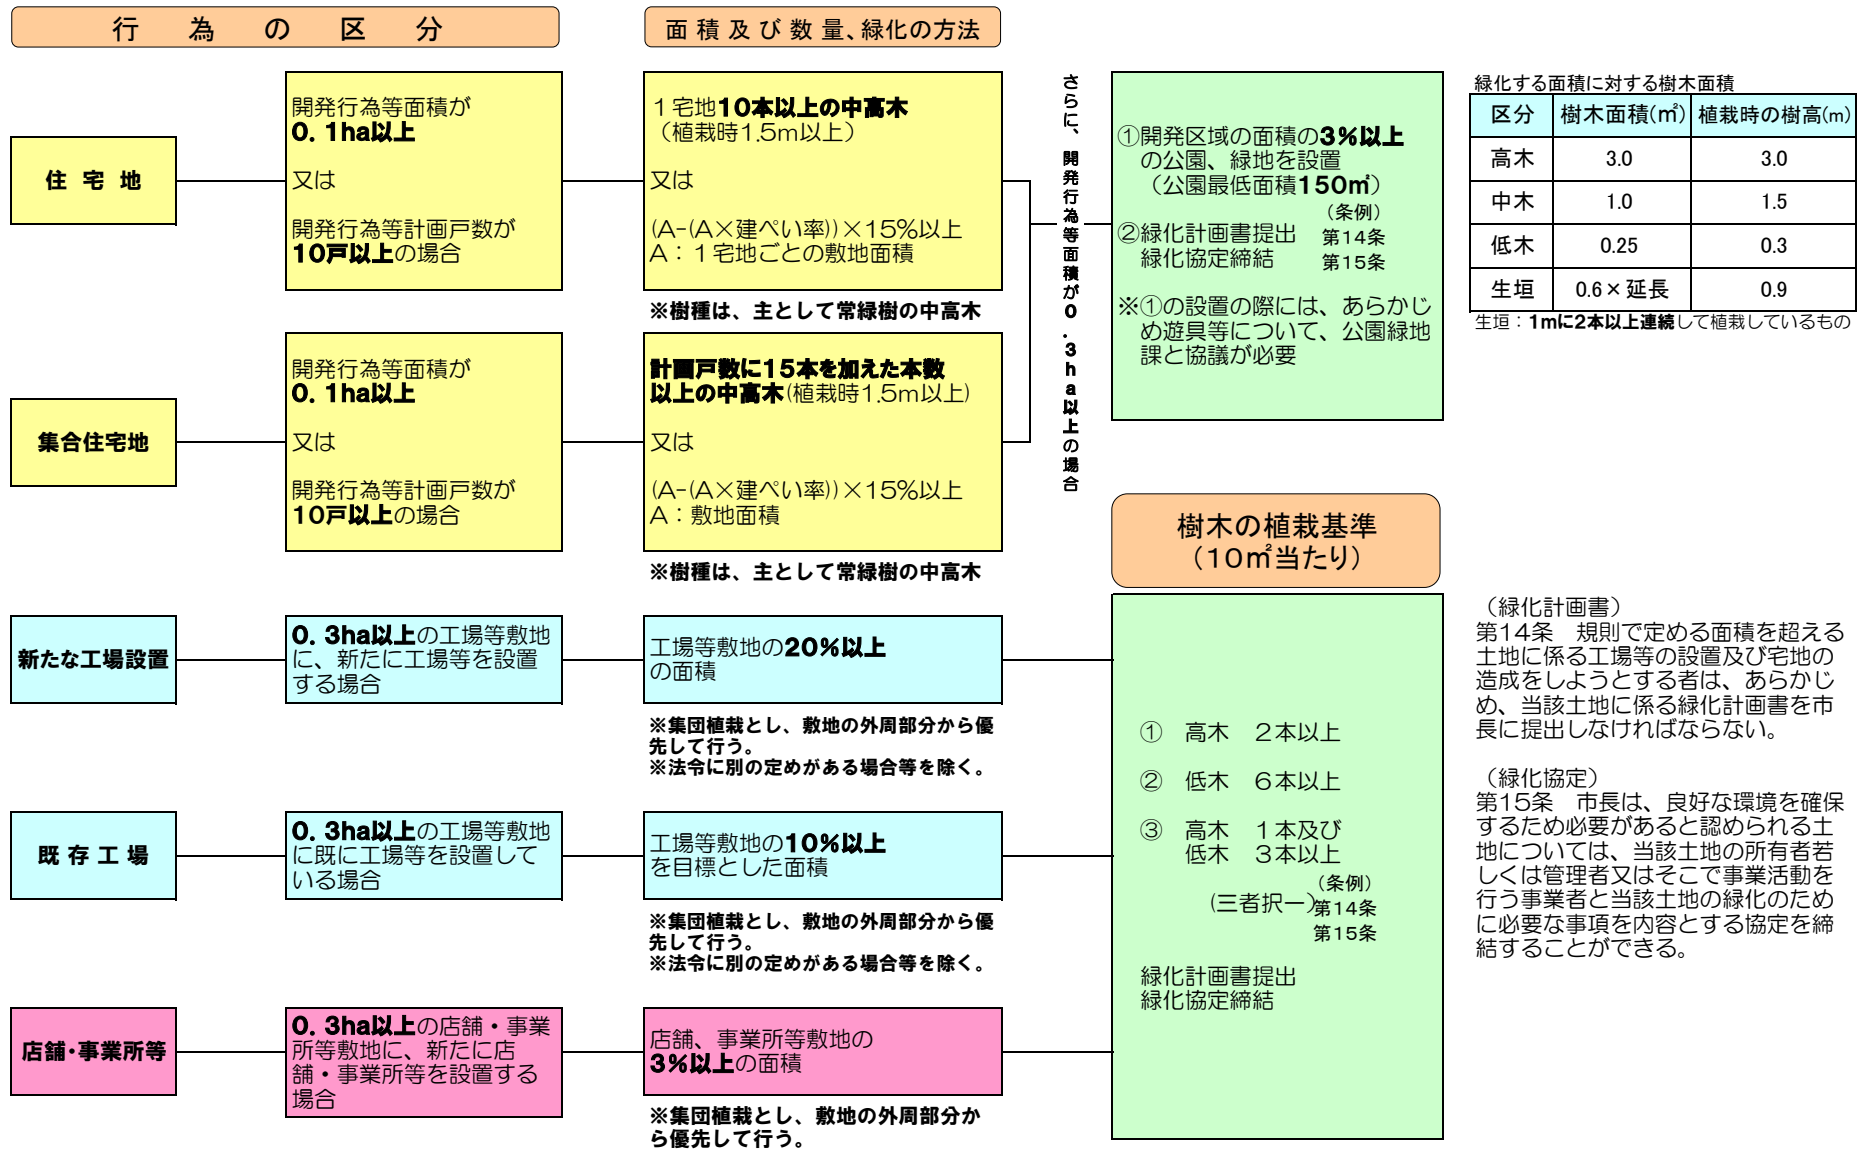 行為の区分
面積及び数量、緑化の方法
住宅地
開発行為等面積が
0.1ha以上
又は
開発行為等計画戸数が
10戸以上の場合
1宅地10本以上の中高木
(植栽時1.5m以上)
又は
(A-(A×建ぺい率))×15%以上
A:1宅地ごとの敷地面積
※樹種は、主として常緑樹の中高木
集合住宅地
開発行為等面積が
0.1ha以上
又は
開発行為等計画戸数が
10戸以上の場合
計画戸数に15本を加えた本数
以上の中高木(植栽時1.5m以上)
又は
(A-(A×建ぺい率))×15%以上
A:敷地面積
※樹種は、主として常緑樹の中高木
さらに、開発行為等面積が0.3ha以上の場合
①開発区域の面積の3%以上
の公園、緑地を設置
(公園最低面積150㎡)
(条例)
②緑化計画書提出 第14条
緑化協定締結 第15条
※①の設置の際には、あらかじ
め遊具等について、公園緑地
課と協議が必要
緑化する面積に対する樹木面積
区分 樹木面積(㎡) 植栽時の樹高(m)
高木 3.0 3.0
中木 1.0 1.5
低木 0.25 0.3
生垣 0.6×延長 0.9
生垣:1mに2本以上連続して植栽しているもの
新たな工場設置
0.3ha以上の工場等敷地
に、新たに工場等を設置
する場合
工場等敷地の20%以上
の面積
※集団植栽とし、敷地の外周部分から優
先して行う。
※法令に別の定めがある場合等を除く。
既存工場
0.3ha以上の工場等敷地
に既に工場等を設置して
いる場合
工場等敷地の10%以上
を目標とした面積
※集団植栽とし、敷地の外周部分から優
先して行う。
※法令に別の定めがある場合等を除く。
店舗・事業所等
0.3ha以上の店舗・事業
所等敷地に、新たに店
舗・事業所等を設置する
場合
店舗、事業所等敷地の
3%以上の面積
※集団植栽とし、敷地の外周部分か
ら優先して行う。
樹木の植栽基準
(10㎡当たり)
① 高木 2本以上
② 低木 6本以上
③ 高木 1本及び
低木 3本以上
(条例)
(三者択一) 第14条
第15条
緑化計画書提出
緑化協定締結
(緑化計画書)
第14条 規則で定める面積を超える
土地に係る工場等の設置及び宅地の
造成をしようとする者は、あらかじ
め、当該土地に係る緑化計画書を市
長に提出しなければならない。
(緑化協定)
第15条 市長は、良好な環境を確保
するため必要があると認められる土
地については、当該土地の所有者若
しくは管理者又はそこで事業活動を
行う事業者と当該土地の緑化のため
に必要な事項を内容とする協定を締
結することができる。